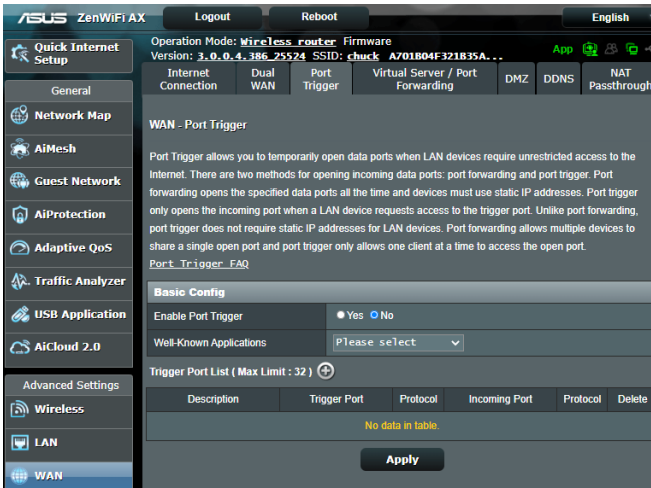 ASUS ZenWiFi AX Logout Reboot English
Quick Internet Setup
Operation Mode: Wireless router Firmware
Version: 3.0.0.4.386_25524 SSID: chuck A701B04F321B35A... App
Internet Connection Dual WAN Port Trigger Virtual Server / Port Forwarding DMZ DDNS NAT Passthrough
General
Network Map
AiMesh
Guest Network
AiProtection
Adaptive QoS
Traffic Analyzer
USB Application
AiCloud 2.0
Advanced Settings
Wireless
LAN
WAN
WAN - Port Trigger
Port Trigger allows you to temporarily open data ports when LAN devices require unrestricted access to the
Internet. There are two methods for opening incoming data ports: port forwarding and port trigger. Port
forwarding opens the specified data ports all the time and devices must use static IP addresses. Port trigger
only opens the incoming port when a LAN device requests access to the trigger port. Unlike port forwarding,
port trigger does not require static IP addresses for LAN devices. Port forwarding allows multiple devices to
share a single open port and port trigger only allows one client at a time to access the open port.
Port Trigger FAQ
Basic Config
Enable Port Trigger Yes No
Well-Known Applications Please select
Trigger Port List ( Max Limit : 32 )
Description Trigger Port Protocol Incoming Port Protocol Delete
No data in table.
Apply